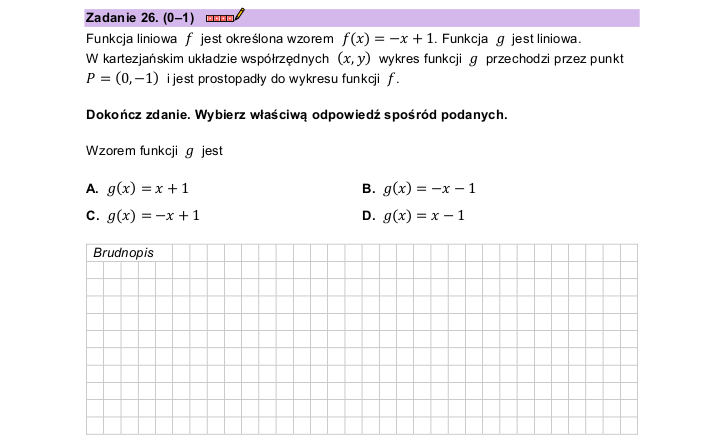 Zadanie 26. (0–1)
Funkcja liniowa f jest określona wzorem f(x) = −x + 1. Funkcja g jest liniowa.
W kartezjańskim układzie współrzędnych (x, y) wykres funkcji g przechodzi przez punkt
P = (0, −1) i jest prostopadły do wykresu funkcji f.
Dokończ zdanie. Wybierz właściwą odpowiedź spośród podanych.
Wzorem funkcji g jest
A. g(x) = x + 1
B. g(x) = −x − 1
C. g(x) = −x + 1
D. g(x) = x − 1
Brudnopis